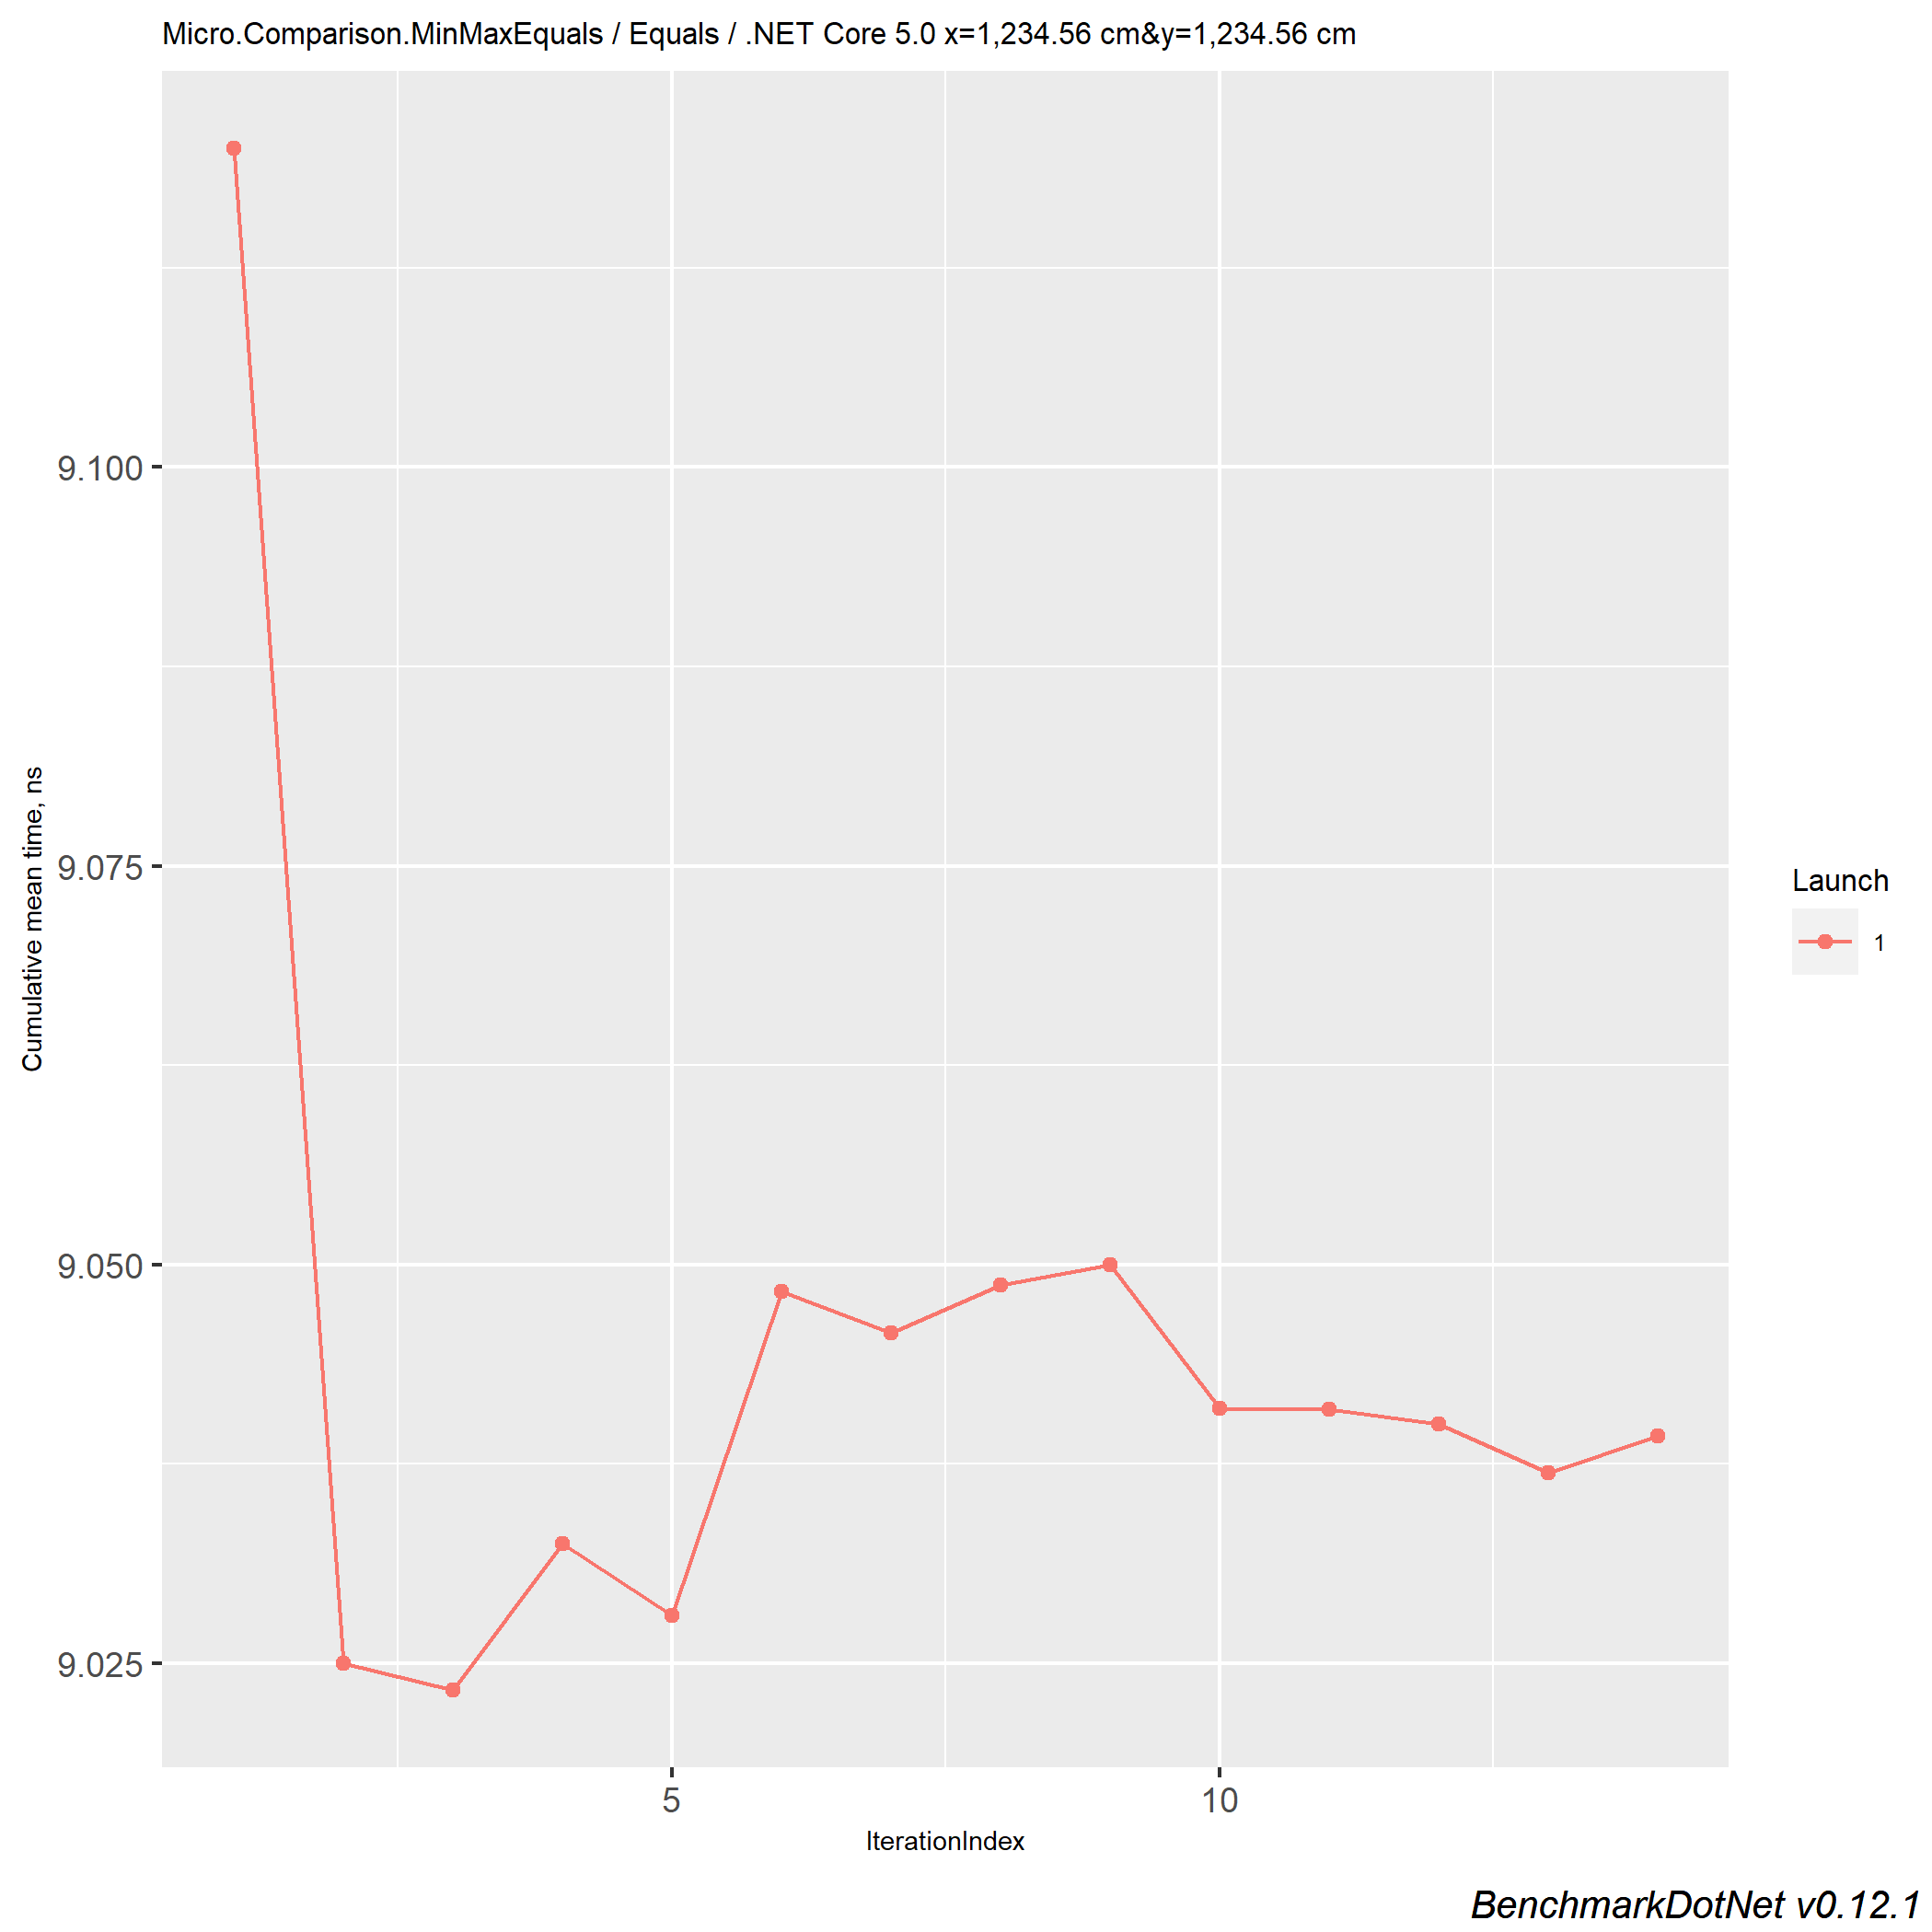 Micro.Comparison.MinMaxEquals / Equals / .NET Core 5.0 x=1,234.56 cm&y=1,234.56 cm
Cumulative mean time, ns
9.100
9.075
9.050
9.025
5
10
IterationIndex
Launch
1
BenchmarkDotNet v0.12.1